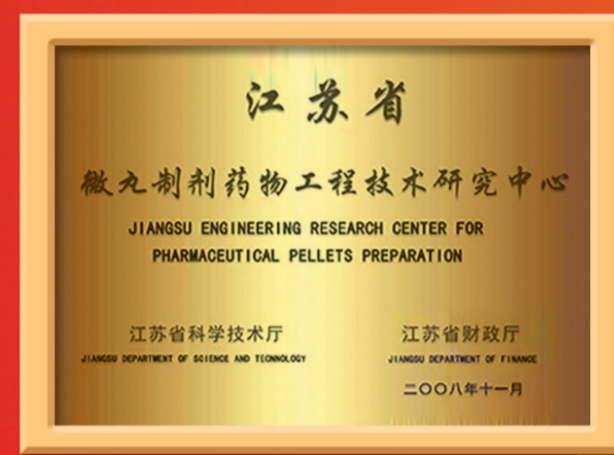 江苏省
微丸制剂药物工程技术研究中心
JIANGSU ENGINEERING RESEARCH CENTER FOR
PHARMACEUTICAL PELLETS PREPARATION
江苏省科学技术厅
JIANGSU DEPARTMENT OF SCIENCE AND TECNNOLOGY
江苏省财政厅
JIANGSU DEPARTMENT OF FINANCE
二〇〇八年十一月